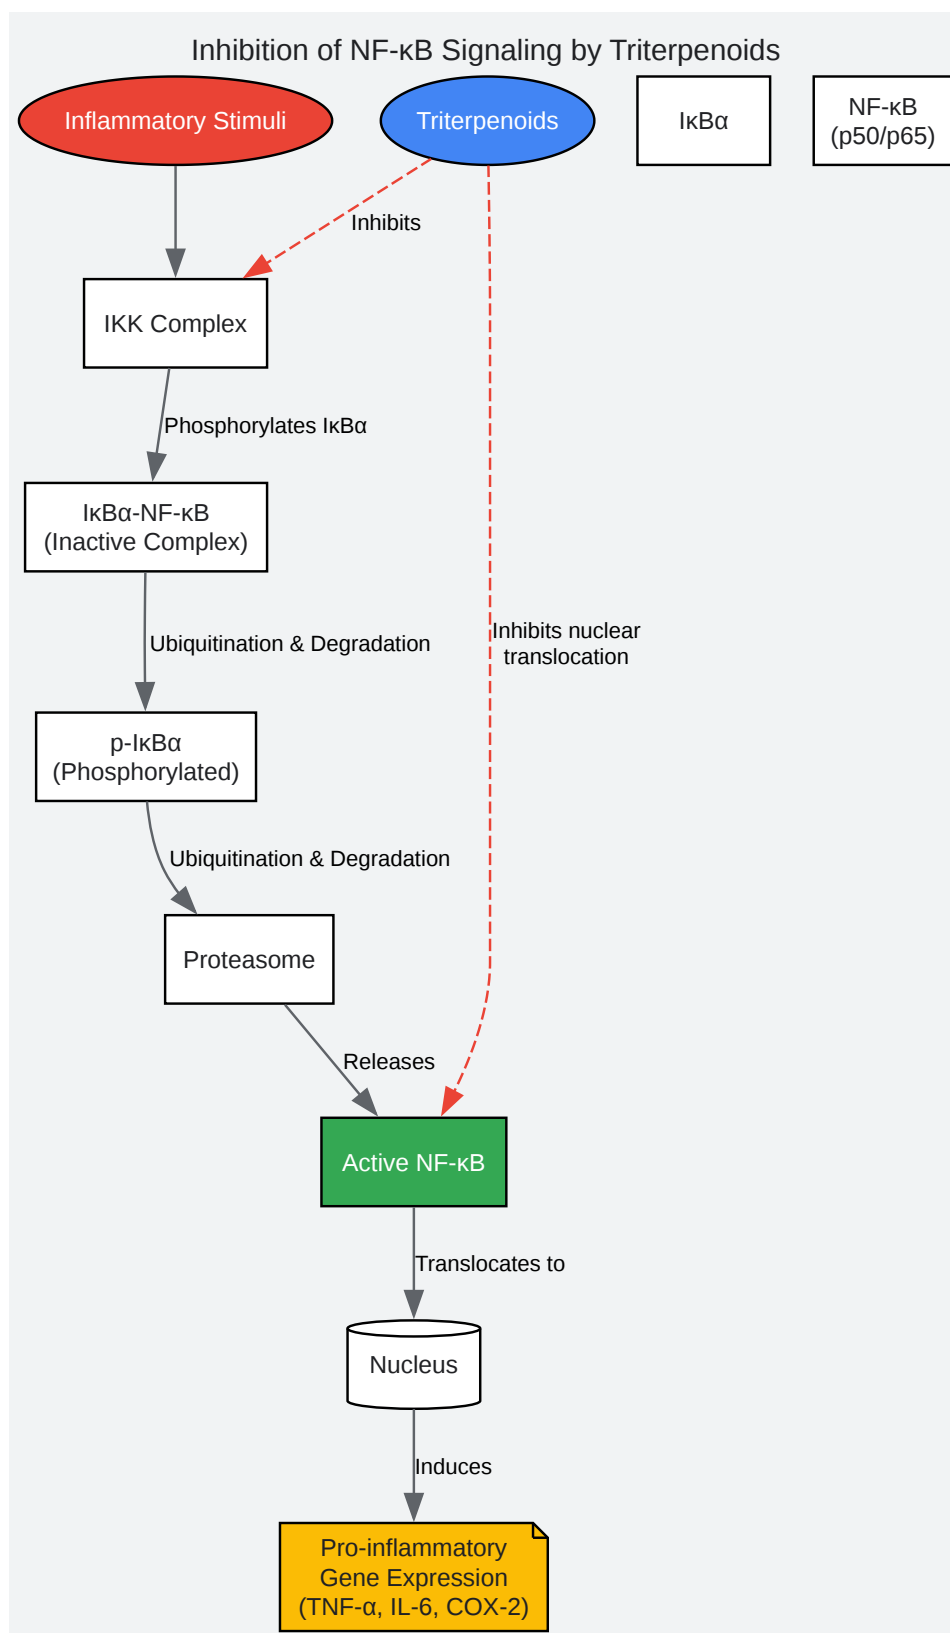 Inhibition of NF-κB Signaling by Triterpenoids
Inflammatory Stimuli
Triterpenoids
IκBα
NF-κB
(p50/p65)
Inhibits
IKK Complex
Phosphorylates IκBα
IκBα-NF-κB
(Inactive Complex)
Ubiquitination & Degradation
Inhibits nuclear
translocation
p-IκBα
(Phosphorylated)
Ubiquitination & Degradation
Proteasome
Releases
Active NF-κB
Translocates to
Nucleus
Induces
Pro-inflammatory
Gene Expression
(TNF-α, IL-6, COX-2)